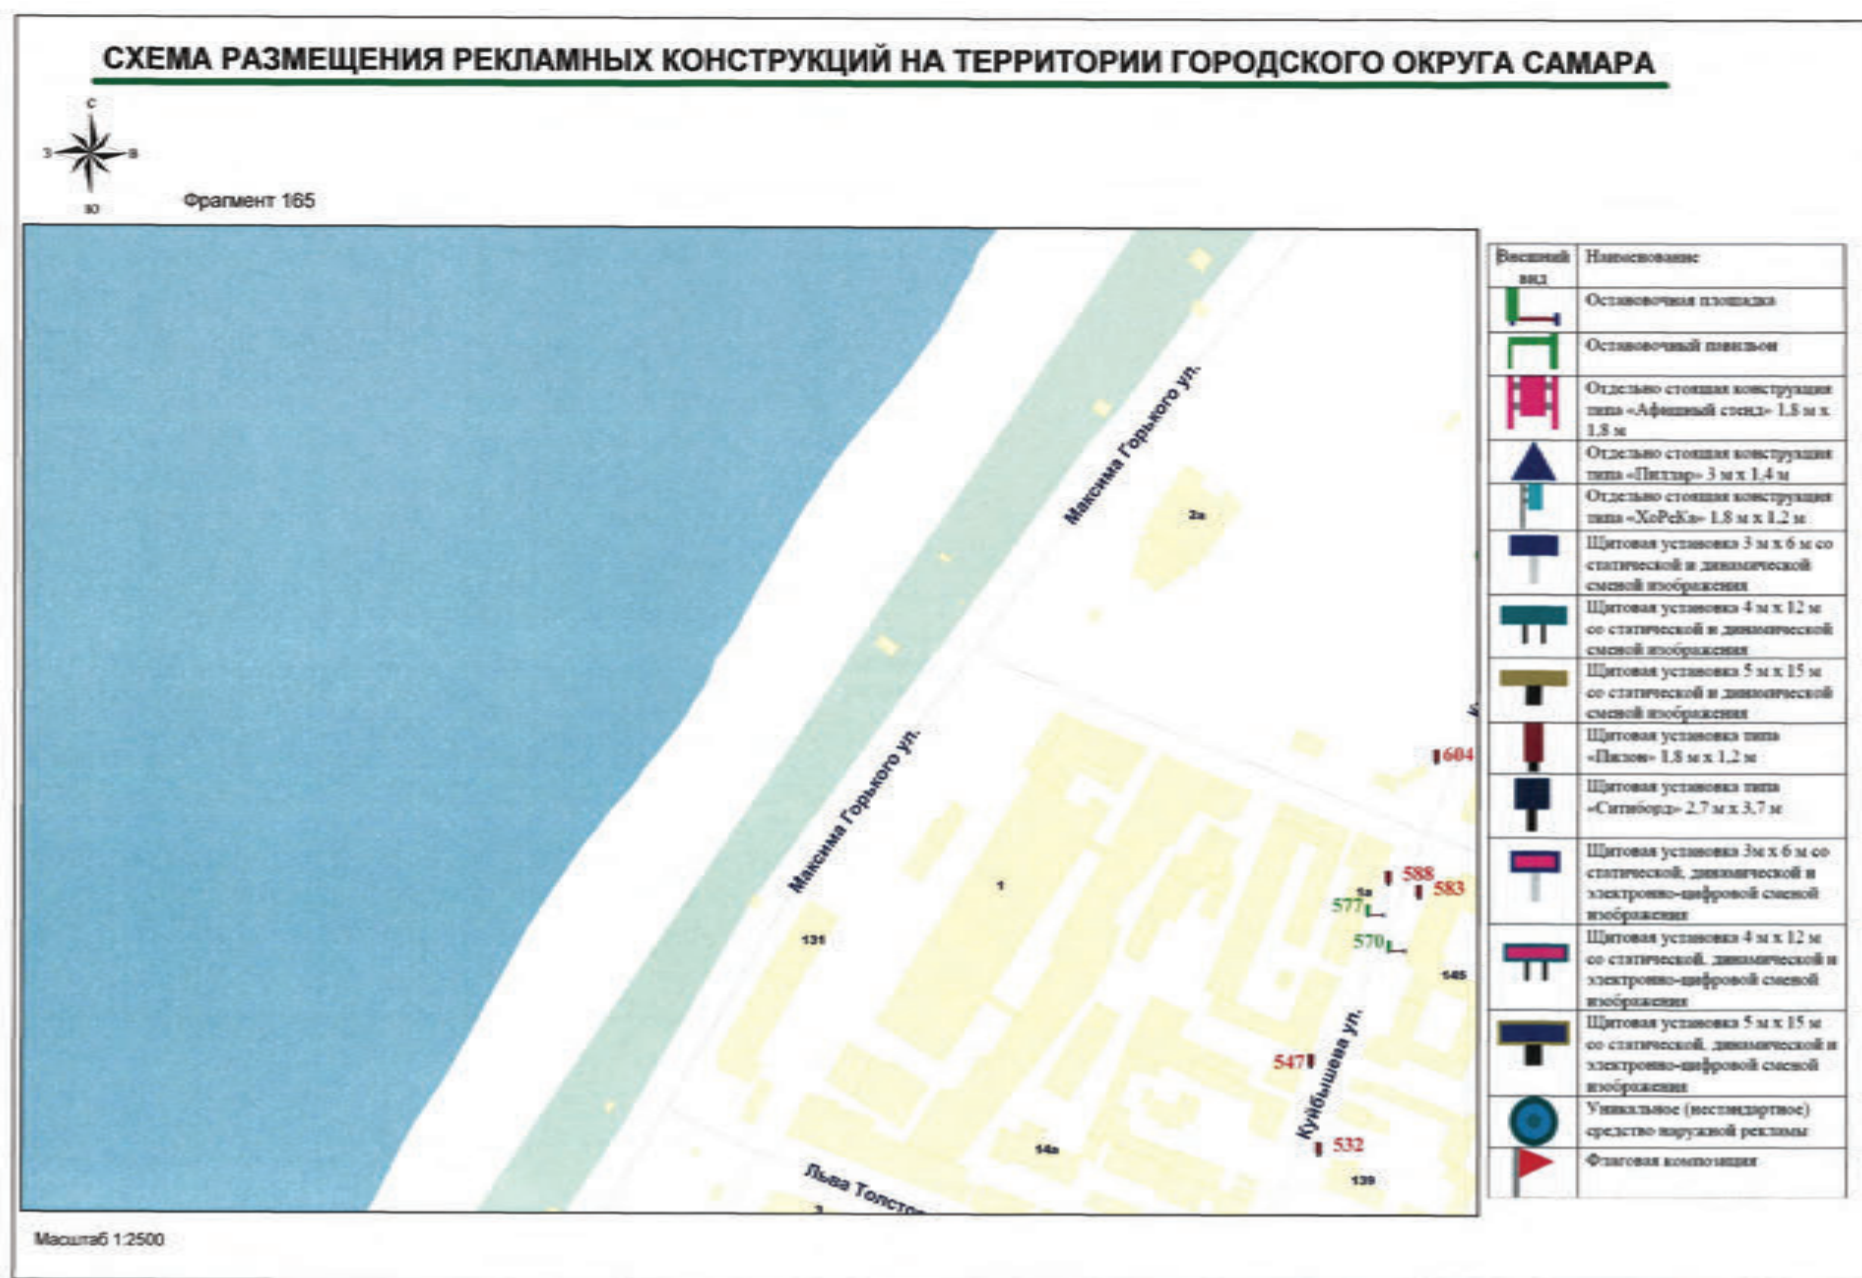 СХЕМА РАЗМЕЩЕНИЯ РЕКЛАМНЫХ КОНСТРУКЦИЙ НА ТЕРРИТОРИИ ГОРОДСКОГО ОКРУГА САМАРА
С
З В
Ю
Фрагмент 165
Максима Горького ул.
2а
604
Максима Горького ул.
1
588
583
577
570
131
145
547
Куйбышева ул.
532
14а
139
Льва Толстог
3
Внешний вид
Наименование
Остановочная площадка
Остановочный павильон
Отдельно стоящая конструкция
типа «Афишный стенд» 1,8 м х
1,8 м
Отдельно стоящая конструкция
типа «Пиллар» 3 м х 1,4 м
Отдельно стоящая конструкция
типа «ХоРеКа» 1,8 м х 1,2 м
Щитовая установка 3 м х 6 м со
статической и динамической
сменой изображения
Щитовая установка 4 м х 12 м
со статической и динамической
сменой изображения
Щитовая установка 5 м х 15 м
со статической и динамической
сменой изображения
Щитовая установка типа
«Пилон» 1,8 м х 1,2 м
Щитовая установка типа
«Ситиборд» 2,7 м х 3,7 м
Щитовая установка 3м х 6 м со
статической, динамической и
электронно-цифровой сменой
изображения
Щитовая установка 4 м х 12 м
со статической, динамической и
электронно-цифровой сменой
изображения
Щитовая установка 5 м х 15 м
со статической, динамической и
электронно-цифровой сменой
изображения
Уникальное (нестандартное)
средство наружной рекламы
Флаговая композиция
Масштаб 1:2500